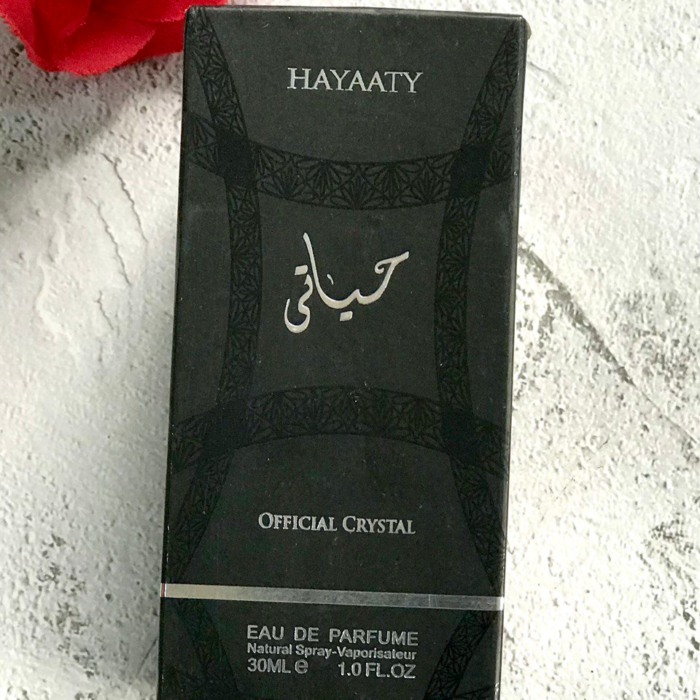 HAYAATY
حياتي
OFFICIAL CRYSTAL
EAU DE PARFUME
Natural Spray-Vaporisateur
30ML e 1.0 FL.OZ